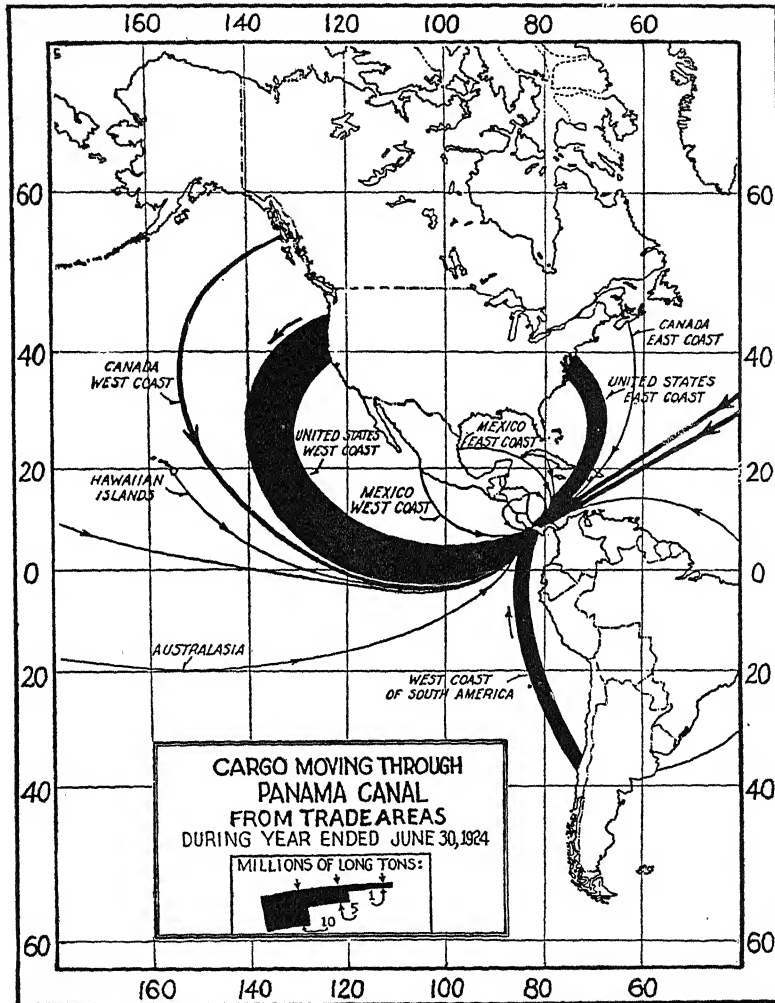 160 140 120 100 80 60
60 60
CANADA
EAST COAST
40 40
CANADA
WEST COAST
UNITED STATES
EAST COAST
MEXICO
EAST COAST
UNITED STATES
WEST COAST
20 20
HAWAIIAN
ISLANDS
MEXICO
WEST COAST
0 0
AUSTRALASIA
20 20
WEST COAST
OF SOUTH AMERICA
CARGO MOVING THROUGH
PANAMA CANAL
FROM TRADE AREAS
DURING YEAR ENDED JUNE 30, 1924
MILLIONS OF LONG TONS:
1
5
10
40 40
60 60
160 140 120 100 80 60